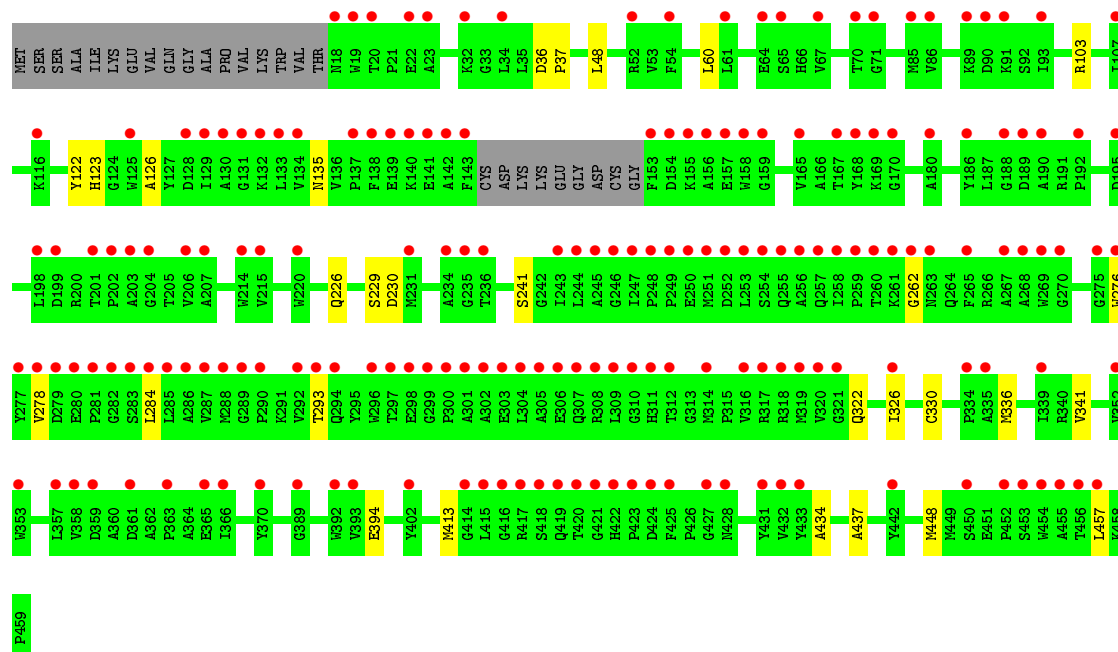 MET SER SER ALA ILE LYS GLU VAL GLN GLY ALA PRO VAL LYS TRP VAL THR N18 W19 T20 P21 E22 A23 K32 G33 L34 L35 D36 P37 L48 R52 V53 F54 L60 L61 E64 S65 H66 V67 T70 G71 M85 V86 K89 D90 K91 S92 I93 R103 I107
K116 Y122 H123 G124 W125 A126 Y127 D128 I129 A130 G131 K132 L133 V134 N135 V136 P137 F138 E139 K140 E141 A142 F143 CYS ASP LYS LYS GLU GLY ASP CYS GLY F153 D154 K155 A156 E157 W158 G159 V165 A166 T167 Y168 K169 G170 A180 Y186 L187 G188 D189 A190 R191 P192 D195
L198 D199 R200 T201 P202 A203 G204 T205 V206 A207 W214 V215 W220 Q226 S229 D230 M231 A234 G235 T236 S241 G242 I243 L244 A245 G246 I247 P248 P249 E250 M251 D252 L253 S254 Q255 A256 Q257 I258 P259 T260 K261 G262 N263 Q264 F265 R266 A267 A268 W269 G270 G275 W276
Y277 V278 D279 E280 P281 G282 S283 L284 L285 A286 V287 M288 G289 P290 K291 V292 T293 Q294 Y295 W296 T297 E298 G299 P300 A301 A302 E303 L304 A305 E306 Q307 R308 L309 G310 H311 T312 G313 M314 P315 V316 R317 R318 M319 V320 G321 Q322 I326 C330 P334 A335 M336 I339 R340 V341 V352
W353 L357 V358 D359 A360 D361 A362 P363 A364 E365 I366 Y370 G389 W392 V393 E394 Y402 M413 G414 L415 G416 R417 S418 Q419 T420 G421 H422 P423 D424 F425 P426 G427 N428 Y431 V432 Y433 A434 A437 Y442 M448 M449 S450 E451 P452 S453 W454 A455 T456 L457 K458
P459